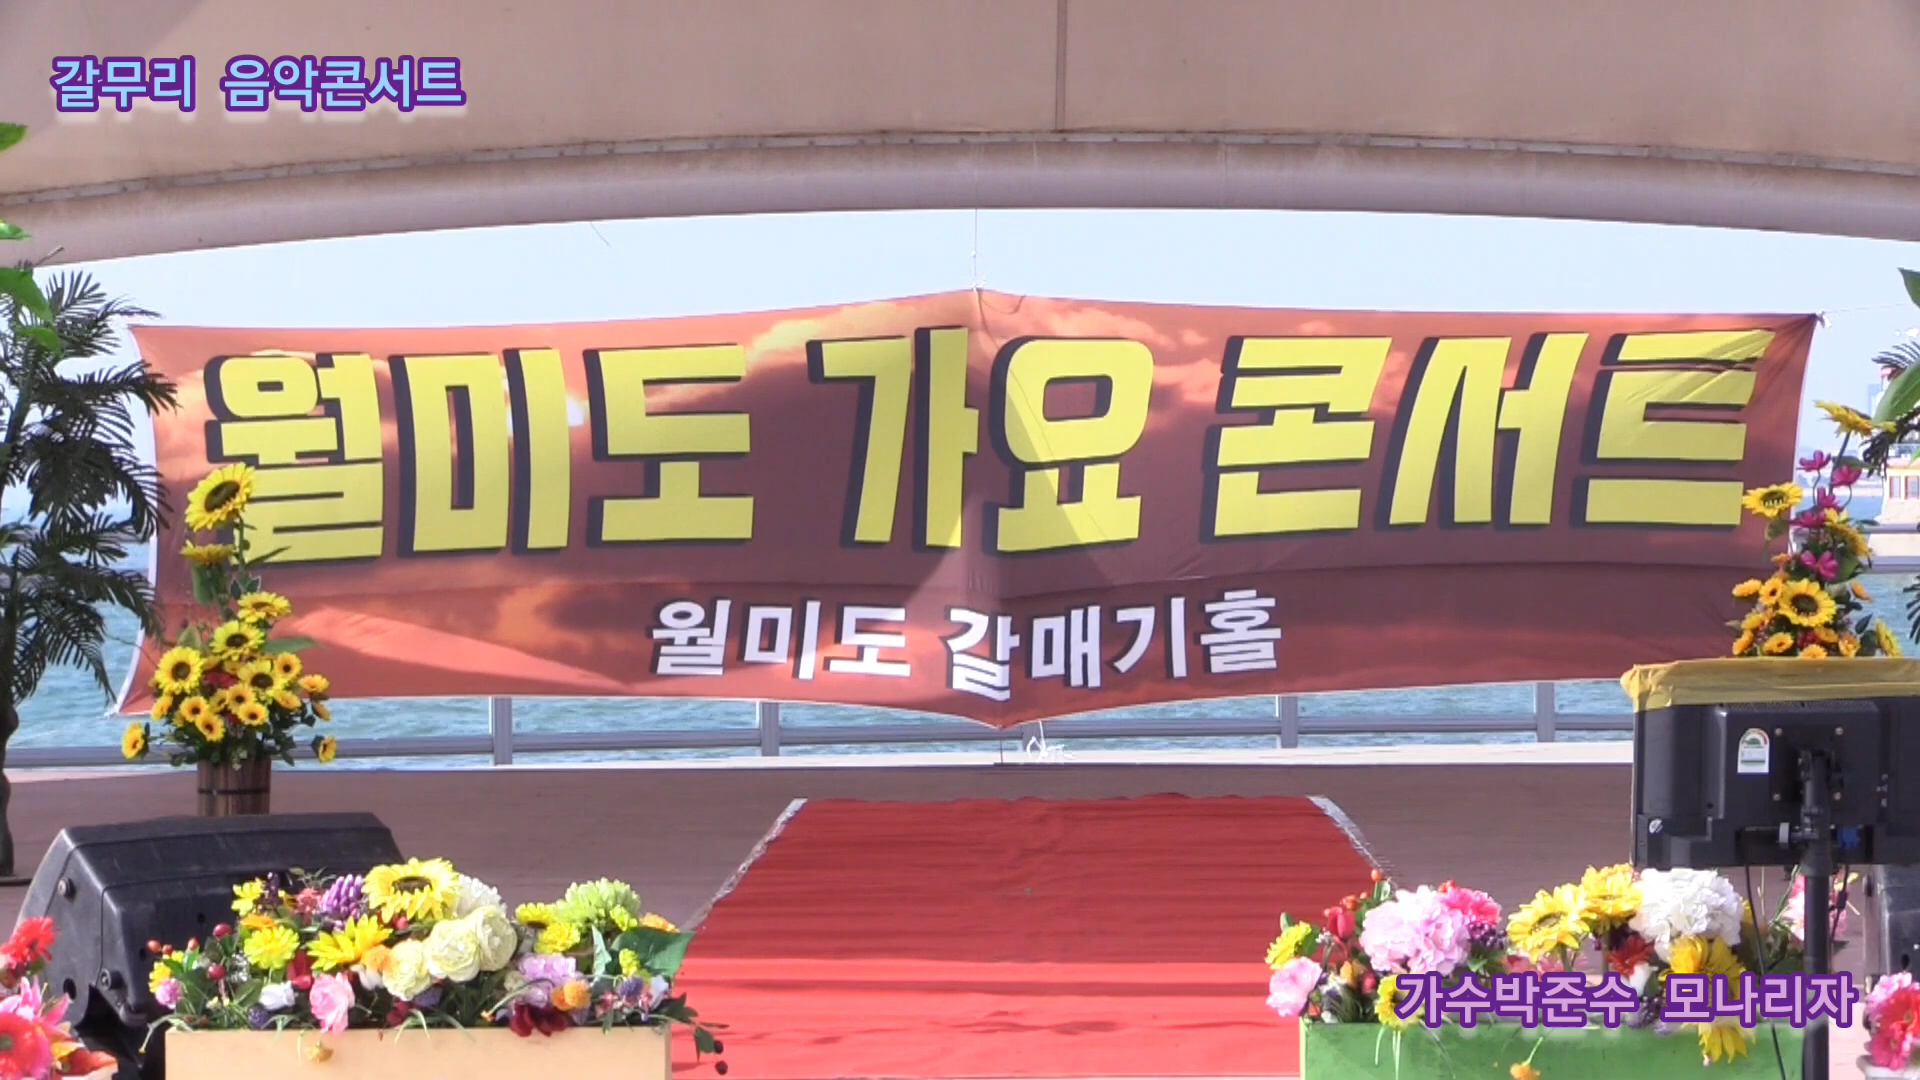 갈무리 음악콘서트
월미도 가요 콘서트
월미도 갈매기홀
가수박준수 모나리자